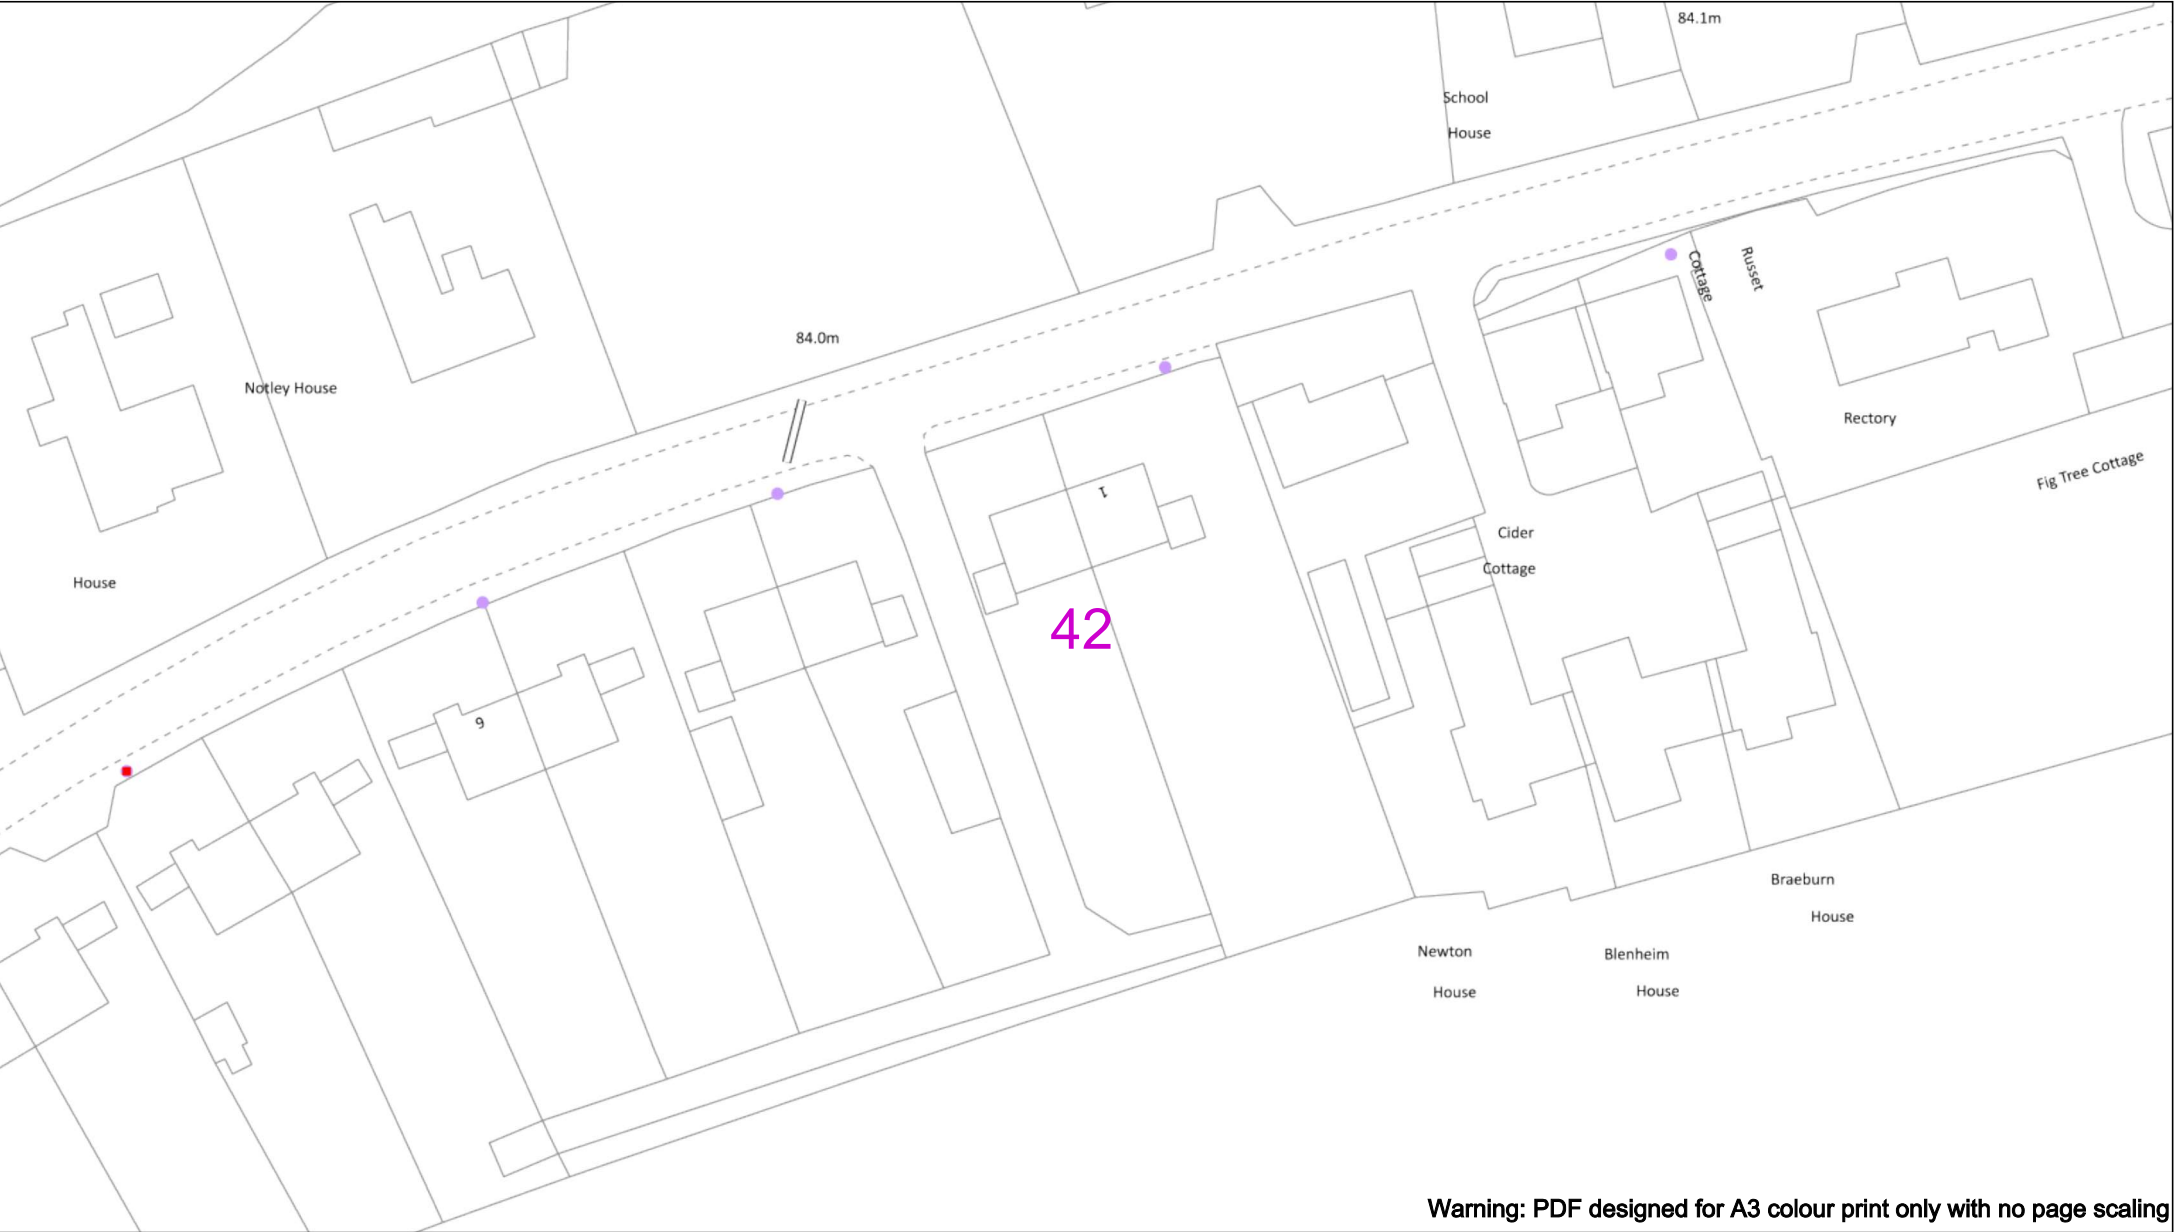 84.1m
School
House
Russet
Cottage
84.0m
Notley House
Rectory
Fig Tree Cottage
1
Cider
Cottage
House
42
6
Braeburn
House
Newton
House
Blenheim
House
Warning: PDF designed for A3 colour print only with no page scaling